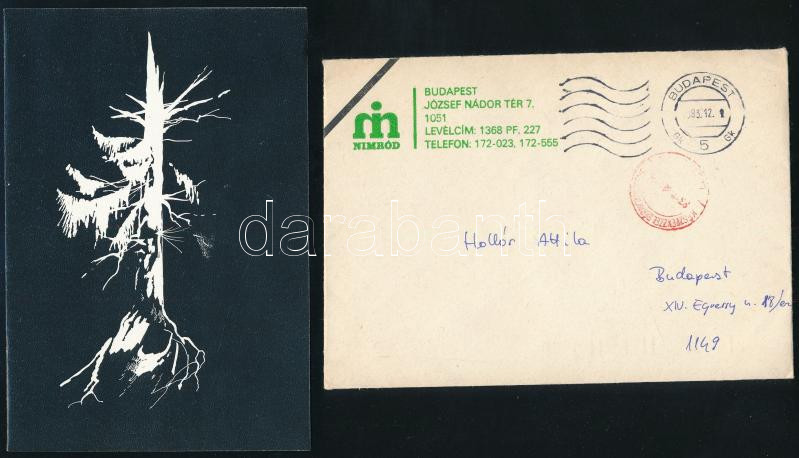 BUDAPEST
JÓZSEF NÁDOR TÉR 7.
1051
LEVÉLCÍM: 1368 PF. 227
TELEFON: 172-023, 172-555
NIMRÓD
BUDAPEST
5
darabanth
Hollór Attila
Budapest
XIV. Egressy u.
1149